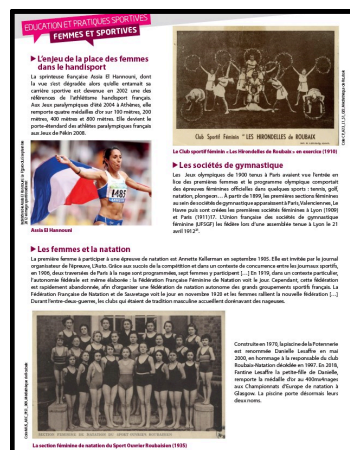 EDUCATION ET PRATIQUES SPORTIVES
FEMMES ET SPORTIVES
L'enjeu de la place des femmes
dans le handisport
La sprinteuse française Assia El Hannouni, dont
la vue s'est dégradée alors qu'elle entamait sa
carrière sportive est devenue en 2002 une des
références de l'athlétisme handisport français.
Aux Jeux paralympiques d'été 2004 à Athènes, elle
remporte quatre médailles d'or sur 100 mètres, 200
mètres, 400 mètres et 800 mètres. Elle devient le
porte-étendard des athlètes paralympiques français
aux Jeux de Pékin 2008.
Assia El Hannouni
Club Sportif Féminin "Les HIRONDELLES de ROUBAIX"
Le Club sportif féminin « Les Hirondelles de Roubaix » en exercice (1910)
Les sociétés de gymnastique
Les Jeux olympiques de 1900 tenus à Paris avaient vus l'entrée en
lice des premières femmes et le programme olympique comportait
des épreuves féminines officielles dans quelques sports : tennis, golf,
natation, plongeon... À partir de 1899, les premières sections féminines
au sein de sociétés de gymnastique apparaissent à Paris, Valenciennes, Le
Havre puis sont créées les premières sociétés féminines à Lyon (1909)
et Paris (1911)17. L'Union française des sociétés de gymnastique
féminine (UFSGF) les fédère lors d'une assemblée tenue à Lyon le 21
avril 1912
Les femmes et la natation
La première femme à participer à une épreuve de natation est Annette Kellerman en septembre 1905. Elle est invitée par le journal
organisateur de l'épreuve, L'Auto. Grâce au succès de la compétition et dans un contexte de concurrence entre les journaux sportifs,
en 1906, deux traversées de Paris à la nage sont programmées, sept femmes y participent [...] En 1919, dans un contexte particulier,
l'autonomie fédérale est même élaborée : la Fédération Française Féminine de Natation voit le jour. Cependant, cette fédération
est rapidement abandonnée, afin d'organiser une fédération de natation autonome des grands groupements sportifs français. La
Fédération Française de Natation et de Sauvetage voit le jour en novembre 1920 et les femmes rallient la nouvelle fédération [...]
Durant l'entre-deux-guerres, les clubs qui étaient de tradition masculine accueillent dorénavant des nageuses.
Construite en 1970, la piscine de la Potennerie
est renommée Danielle Lesaffre en mai
2000, en hommage à la responsable du club
Roubaix-Natation décédée en 1997. En 2018,
Fantine Lesaffre la petite-fille de Danielle,
remporte la médaille d'or au 400m4nages
aux Championnats d'Europe de natation à
Glasgow. La piscine porte désormais leurs
deux noms.
La section féminine de natation du Sport Ouvrier Roubaisien (1935)